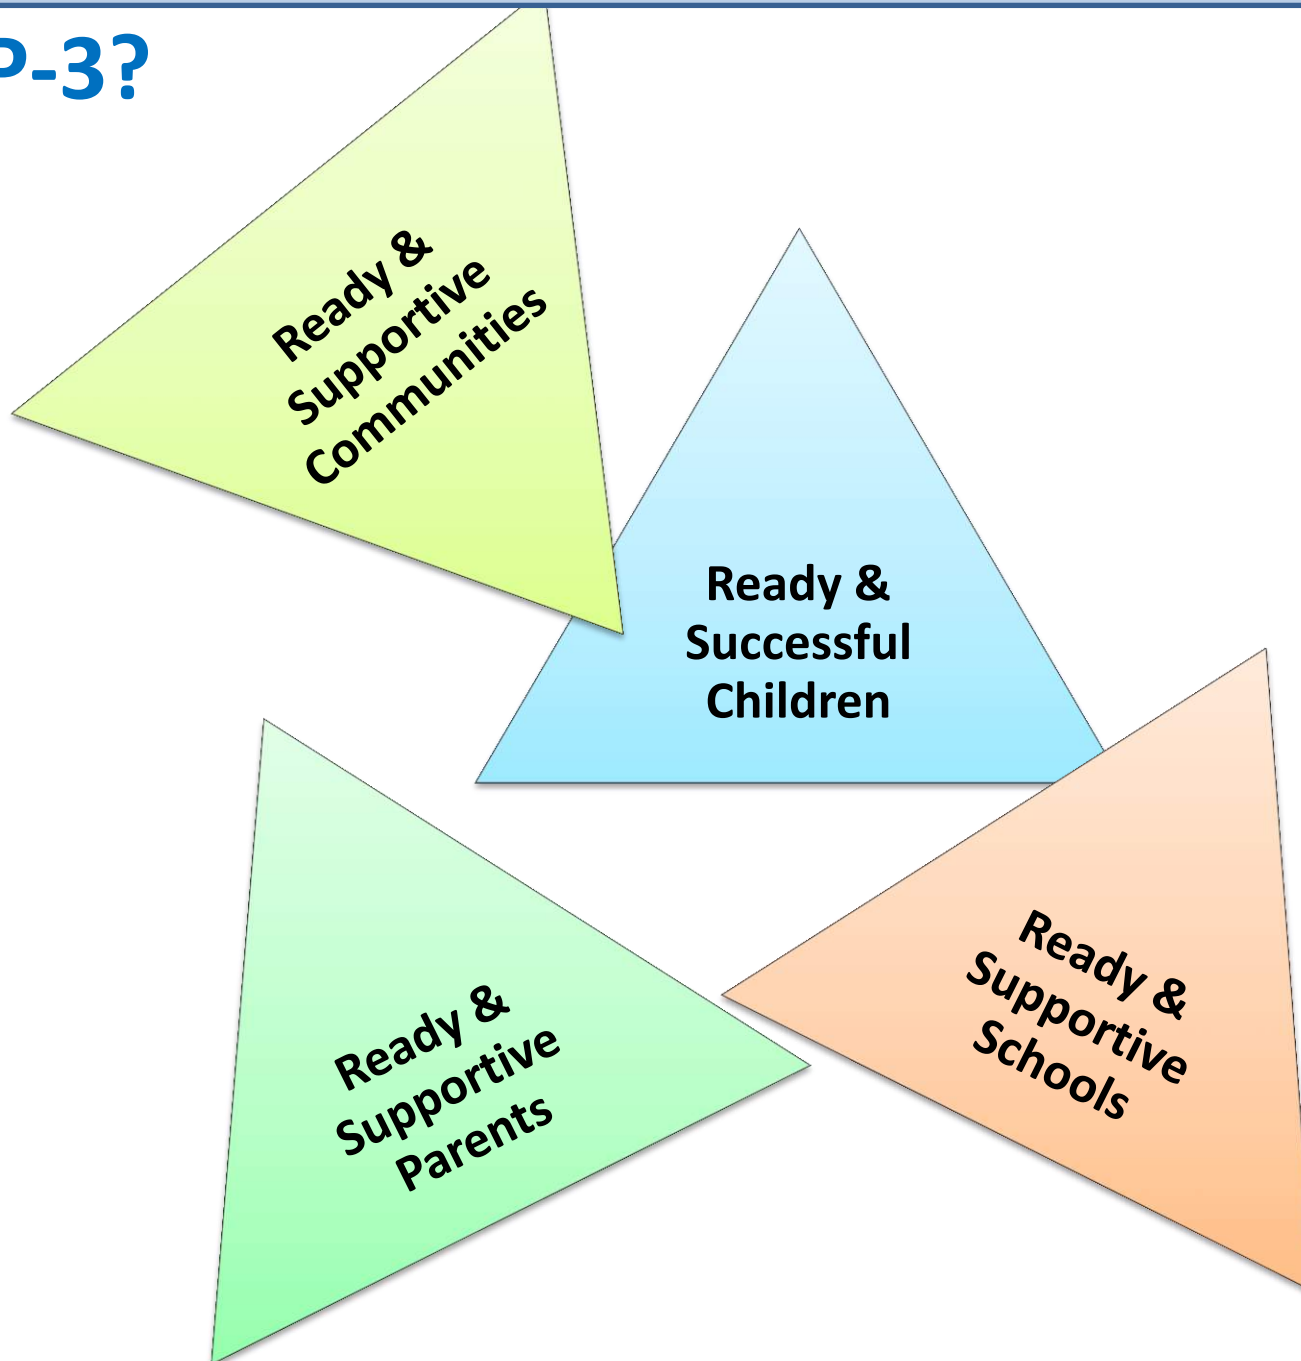 P-3?
Ready &
Supportive
Communities
Ready &
Successful
Children
Ready &
Supportive
Schools
Ready &
Supportive
Parents